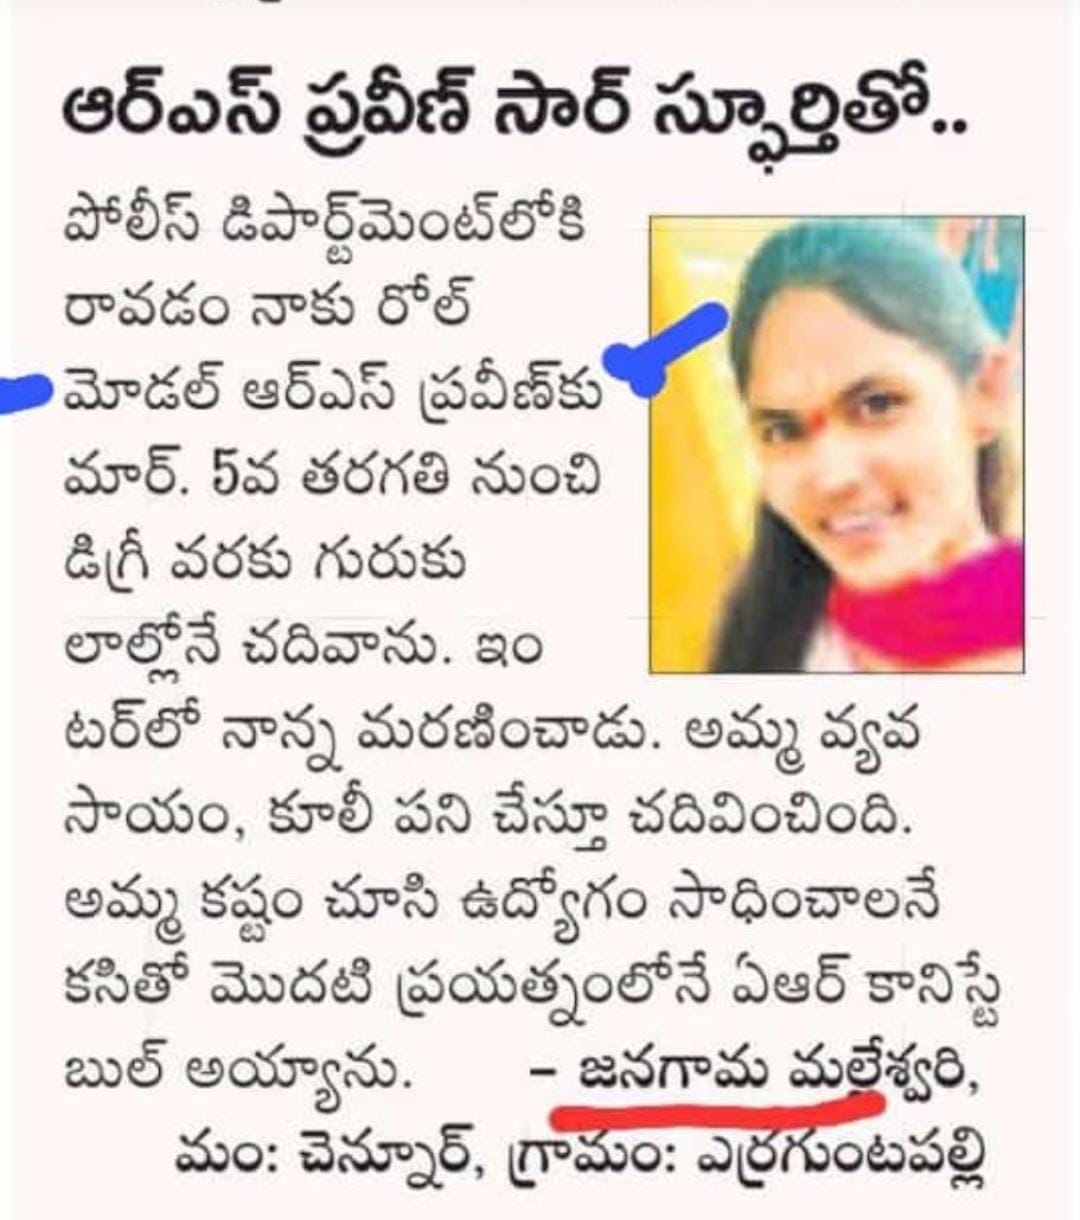 ఆర్ఎస్ ప్రవీణ్ సార్ స్ఫూర్తితో..
పోలీస్ డిపార్ట్‌మెంట్‌లోకి
రావడం నాకు రోల్
మోడల్ ఆర్ఎస్ ప్రవీణ్‌కు
మార్. 5వ తరగతి నుంచి
డిగ్రీ వరకు గురుకు
లాల్లోనే చదివాను. ఇం
టర్‌లో నాన్న మరణించాడు. అమ్మ వ్యవ
సాయం, కూలీ పని చేస్తూ చదివించింది.
అమ్మ కష్టం చూసి ఉద్యోగం సాధించాలనే
కసితో మొదటి ప్రయత్నంలోనే ఏఆర్ కానిస్టే
బుల్ అయ్యాను. – జనగామ మల్లేశ్వరి,
మం: చెన్నూర్, గ్రామం: ఎర్రగుంటపల్లి